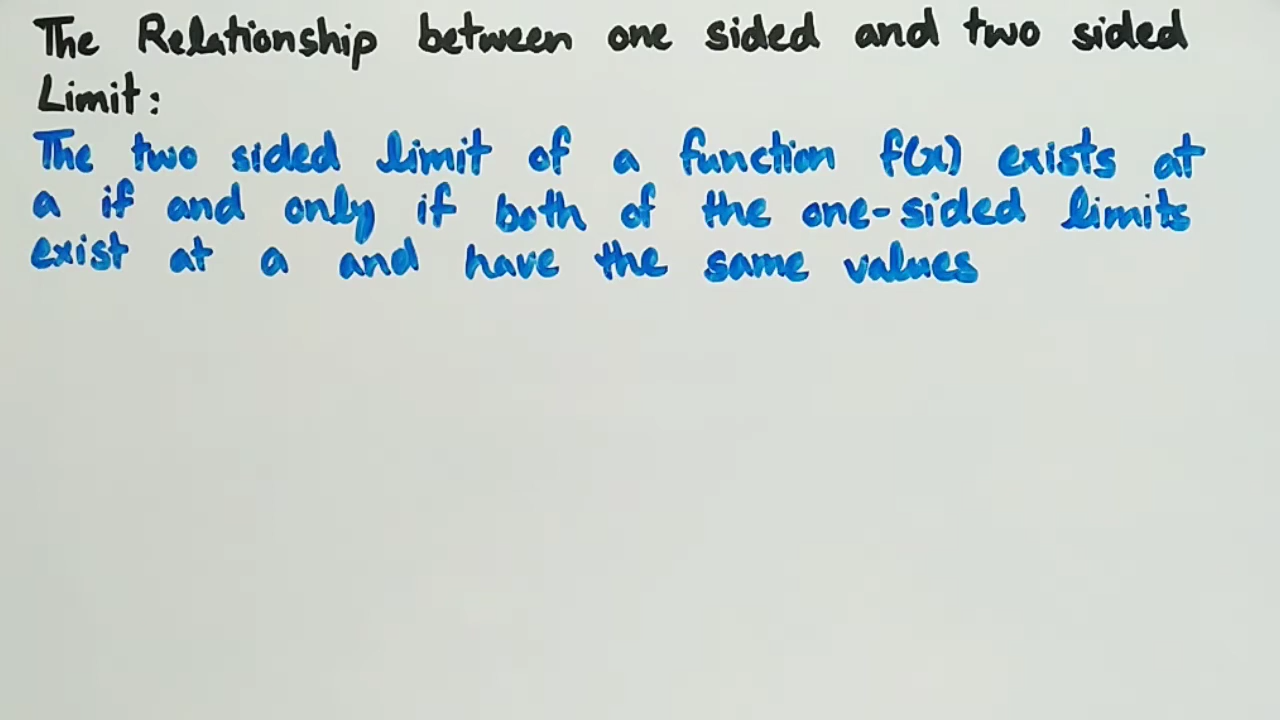 The Relationship between one sided and two sided
Limit:
The two sided limit of a function f(x) exists at
a if and only if both of the one-sided limits
exist at a and have the same values